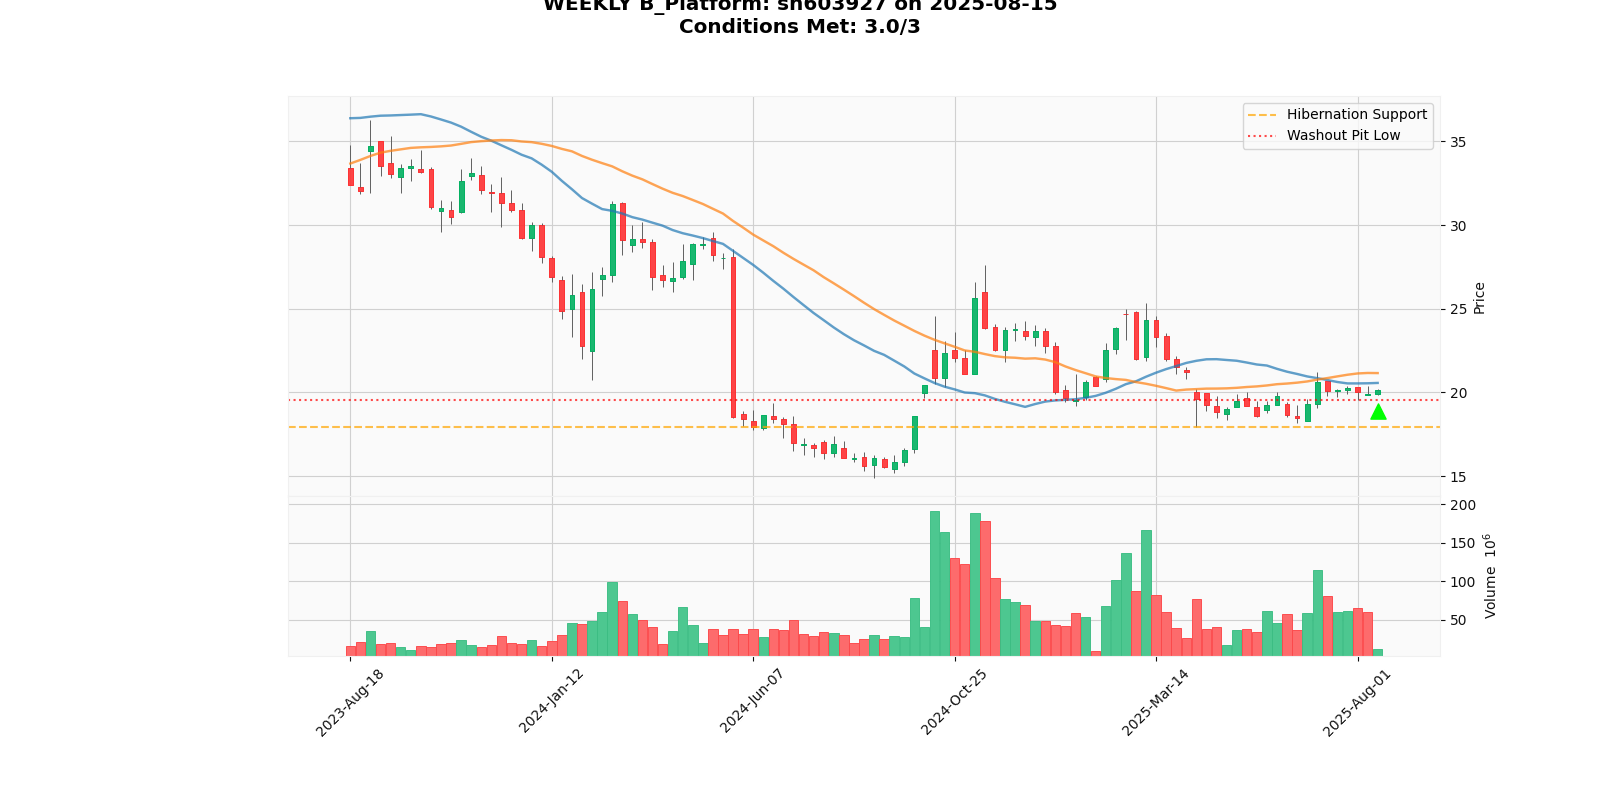 WEEKLY B_Platform: sh603927 on 2025-08-15
Conditions Met: 3.0/3
Hibernation Support
Washout Pit Low
35
30
25
20
15
Price
200
150
100
50
Volume 10^6
2023-Aug-18
2024-Jan-12
2024-Jun-07
2024-Oct-25
2025-Mar-14
2025-Aug-01